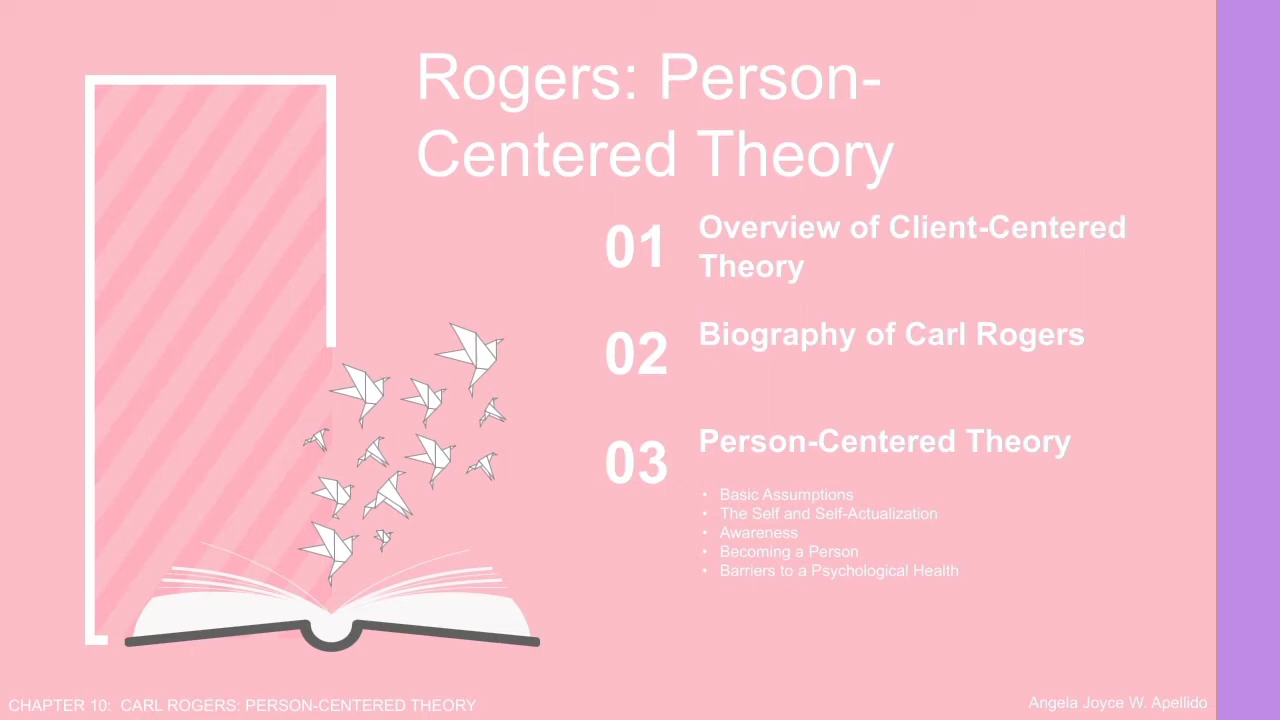 Rogers: Person-
Centered Theory
01
Overview of Client-Centered
Theory
02
Biography of Carl Rogers
03
Person-Centered Theory
• Basic Assumptions
• The Self and Self-Actualization
• Awareness
• Becoming a Person
• Barriers to a Psychological Health
CHAPTER 10:  CARL ROGERS: PERSON-CENTERED THEORY
Angela Joyce W. Apellido